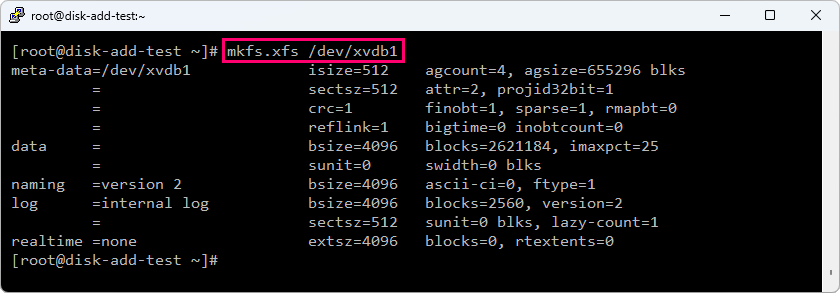 root@disk-add-test:~
[root@disk-add-test ~]# mkfs.xfs /dev/xvdb1
meta-data=/dev/xvdb1             isize=512    agcount=4, agsize=655296 blks
         =                       sectsz=512   attr=2, projid32bit=1
         =                       crc=1        finobt=1, sparse=1, rmapbt=0
         =                       reflink=1    bigtime=0 inobtcount=0
data     =                       bsize=4096   blocks=2621184, imaxpct=25
         =                       sunit=0      swidth=0 blks
naming   =version 2              bsize=4096   ascii-ci=0, ftype=1
log      =internal log           bsize=4096   blocks=2560, version=2
         =                       sectsz=512   sunit=0 blks, lazy-count=1
realtime =none                   extsz=4096   blocks=0, rtextents=0
[root@disk-add-test ~]#